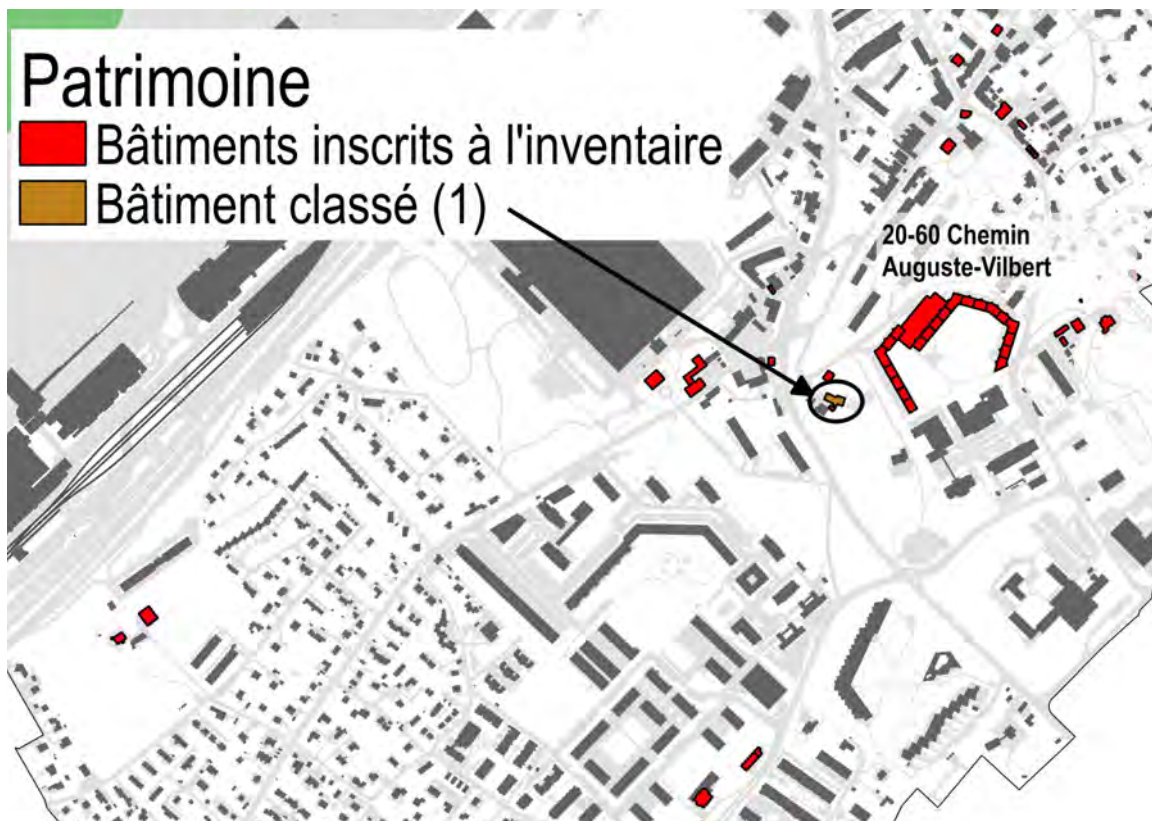 Patrimoine
Bâtiments inscrits à l'inventaire
Bâtiment classé (1)
20-60 Chemin
Auguste-Vilbert